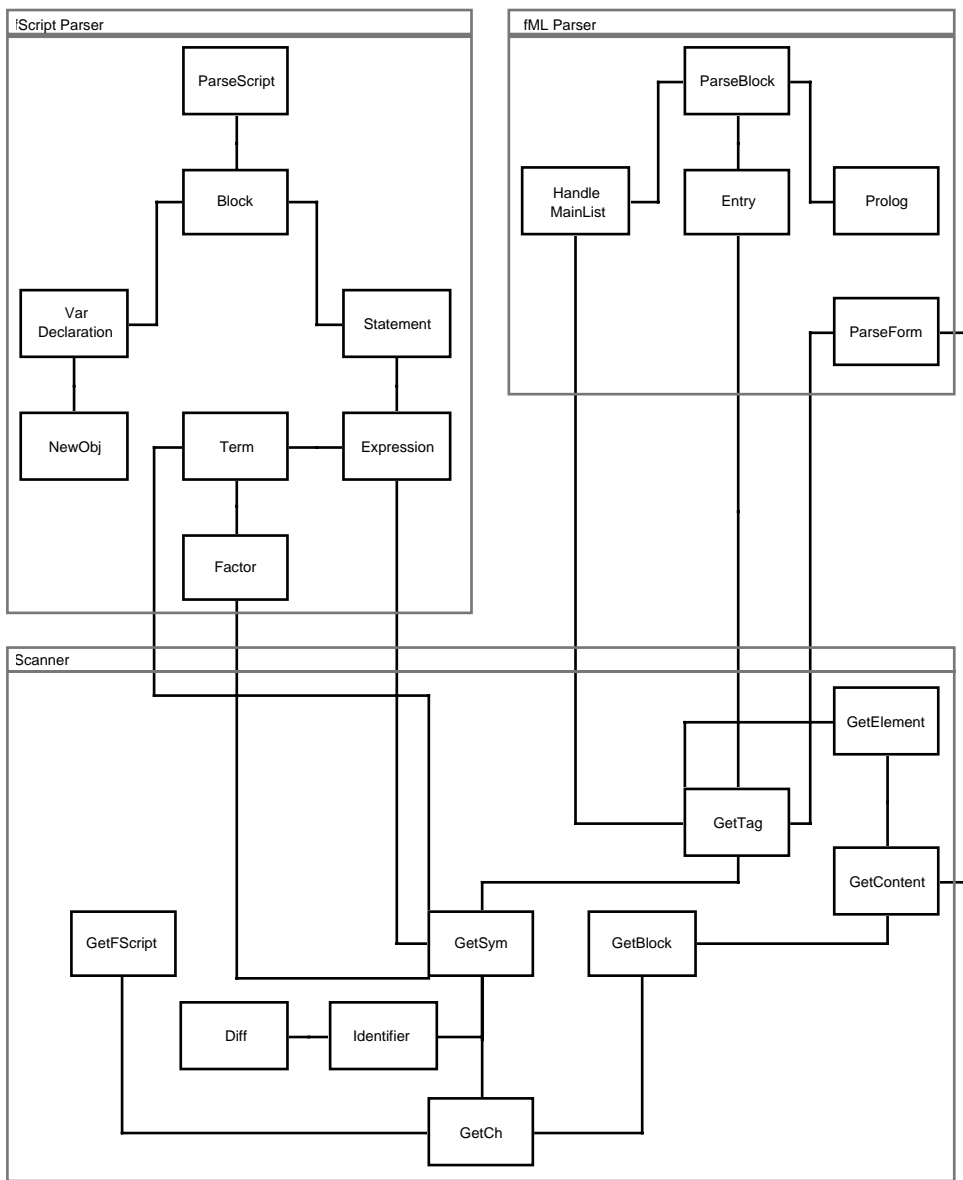 fScript Parser
fML Parser
ParseScript
ParseBlock
Block
Handle
MainList
Entry
Prolog
Var
Declaration
Statement
ParseForm
NewObj
Term
Expression
Factor
Scanner
GetElement
GetTag
GetContent
GetFScript
GetSym
GetBlock
Diff
Identifier
GetCh